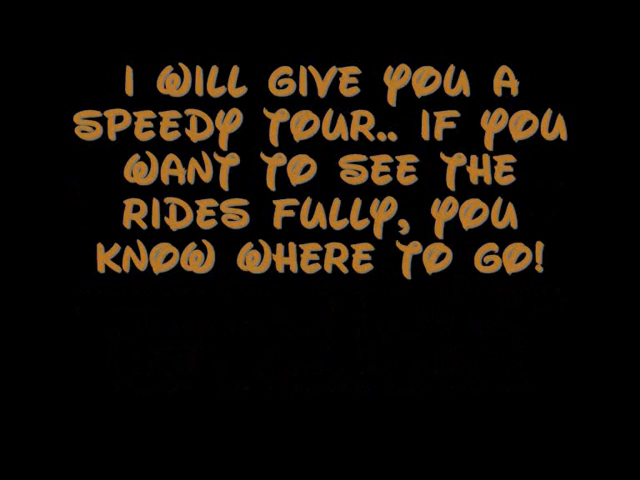 I WILL GIVE YOU A
SPEEDY TOUR.. IF YOU
WANT TO SEE THE
RIDES FULLY, YOU
KNOW WHERE TO GO!